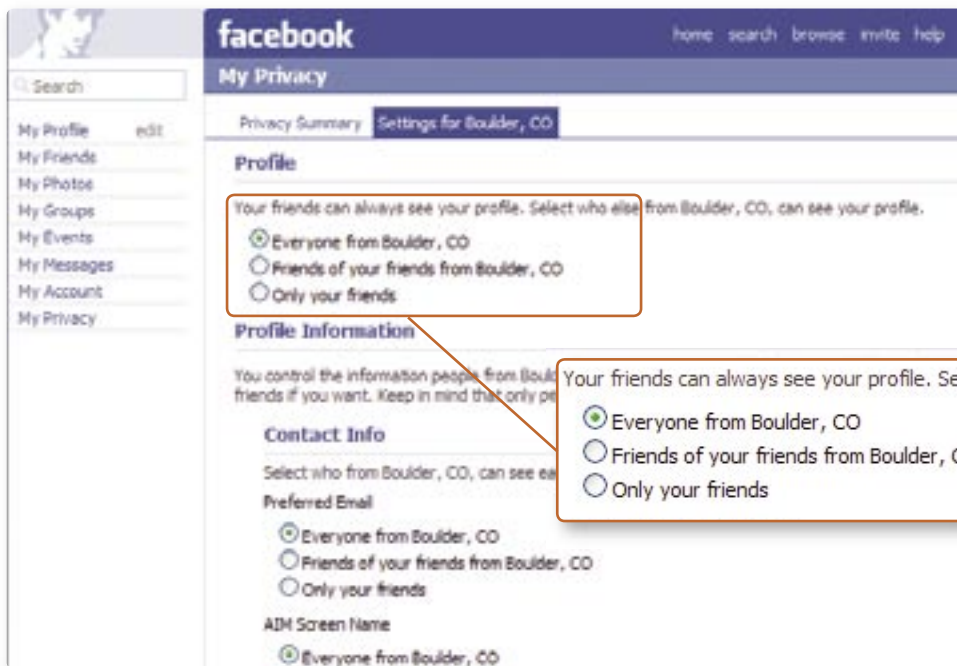 facebook
home search browse invite help
My Privacy
Search
My Profile edit
My Friends
My Photos
My Groups
My Events
My Messages
My Account
My Privacy
Privacy Summary Settings for Boulder, CO
Profile
Your friends can always see your profile. Select who else from Boulder, CO, can see your profile.
Everyone from Boulder, CO
Friends of your friends from Boulder, CO
Only your friends
Profile Information
You control the information people from
friends if you want. Keep in mind that only
Contact Info
Select who from Boulder, CO, can see
Preferred Email
Everyone from Boulder, CO
Friends of your friends from Boulder, CO
Only your friends
AIM Screen Name
Everyone from Boulder, CO
Your friends can always see your profile.
Everyone from Boulder, CO
Friends of your friends from Boulder,
Only your friends